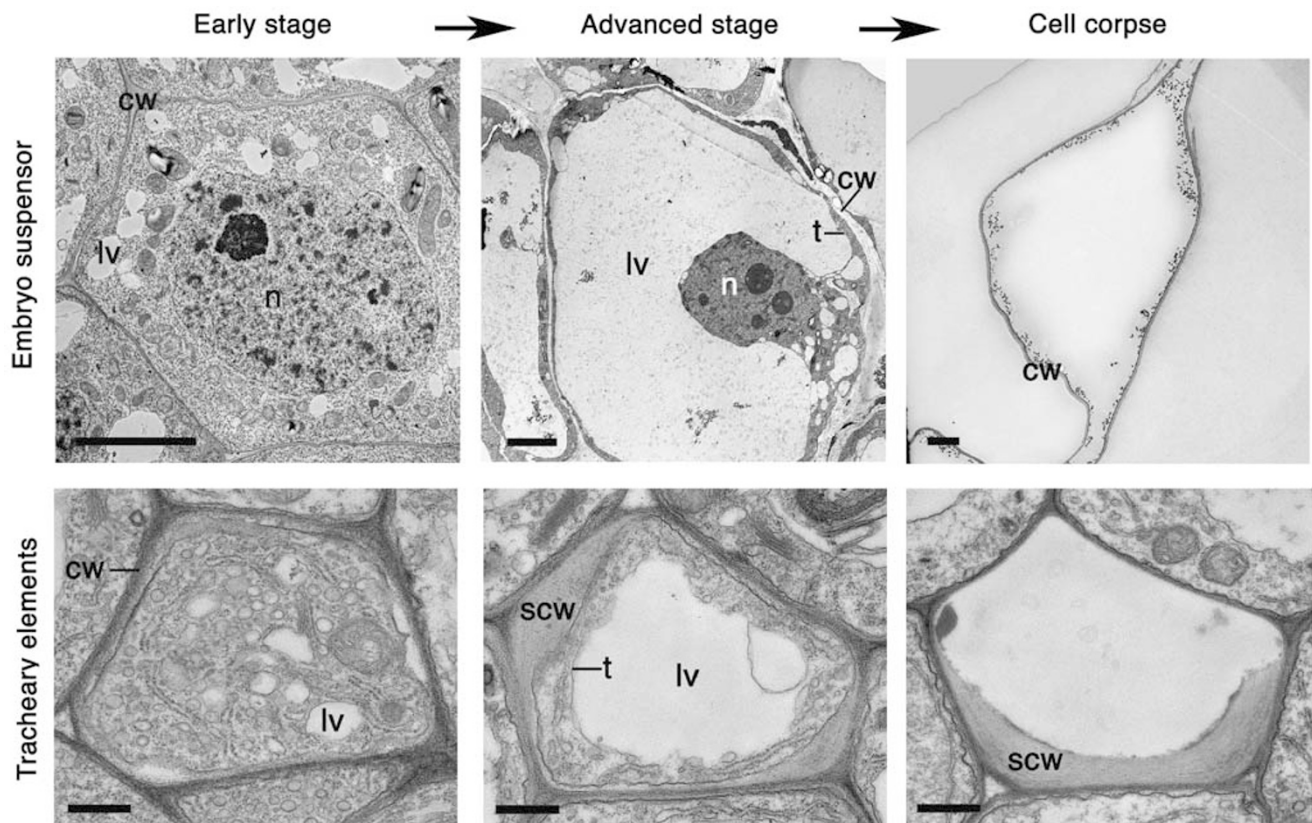 Early stage
Advanced stage
Cell corpse
Embryo suspensor
cw
lv
n
cw
t
lv
n
cw
Tracheary elements
cw
lv
scw
t
lv
scw